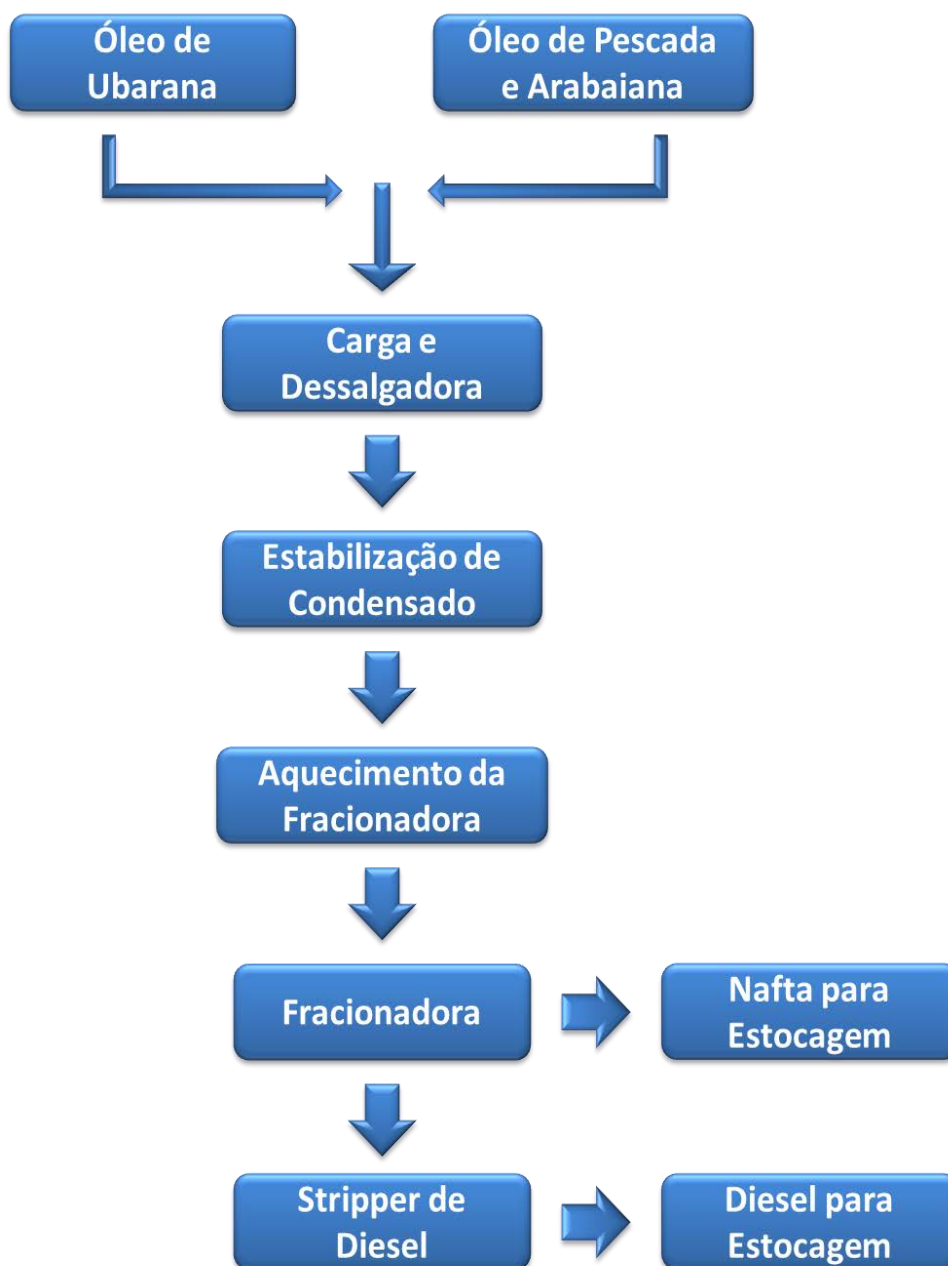 Óleo de
Ubarana
Óleo de Pescada
e Arabaiana
Carga e
Dessalgadora
Estabilização de
Condensado
Aquecimento da
Fracionadora
Fracionadora
Nafta para
Estocagem
Stripper de
Diesel
Diesel para
Estocagem